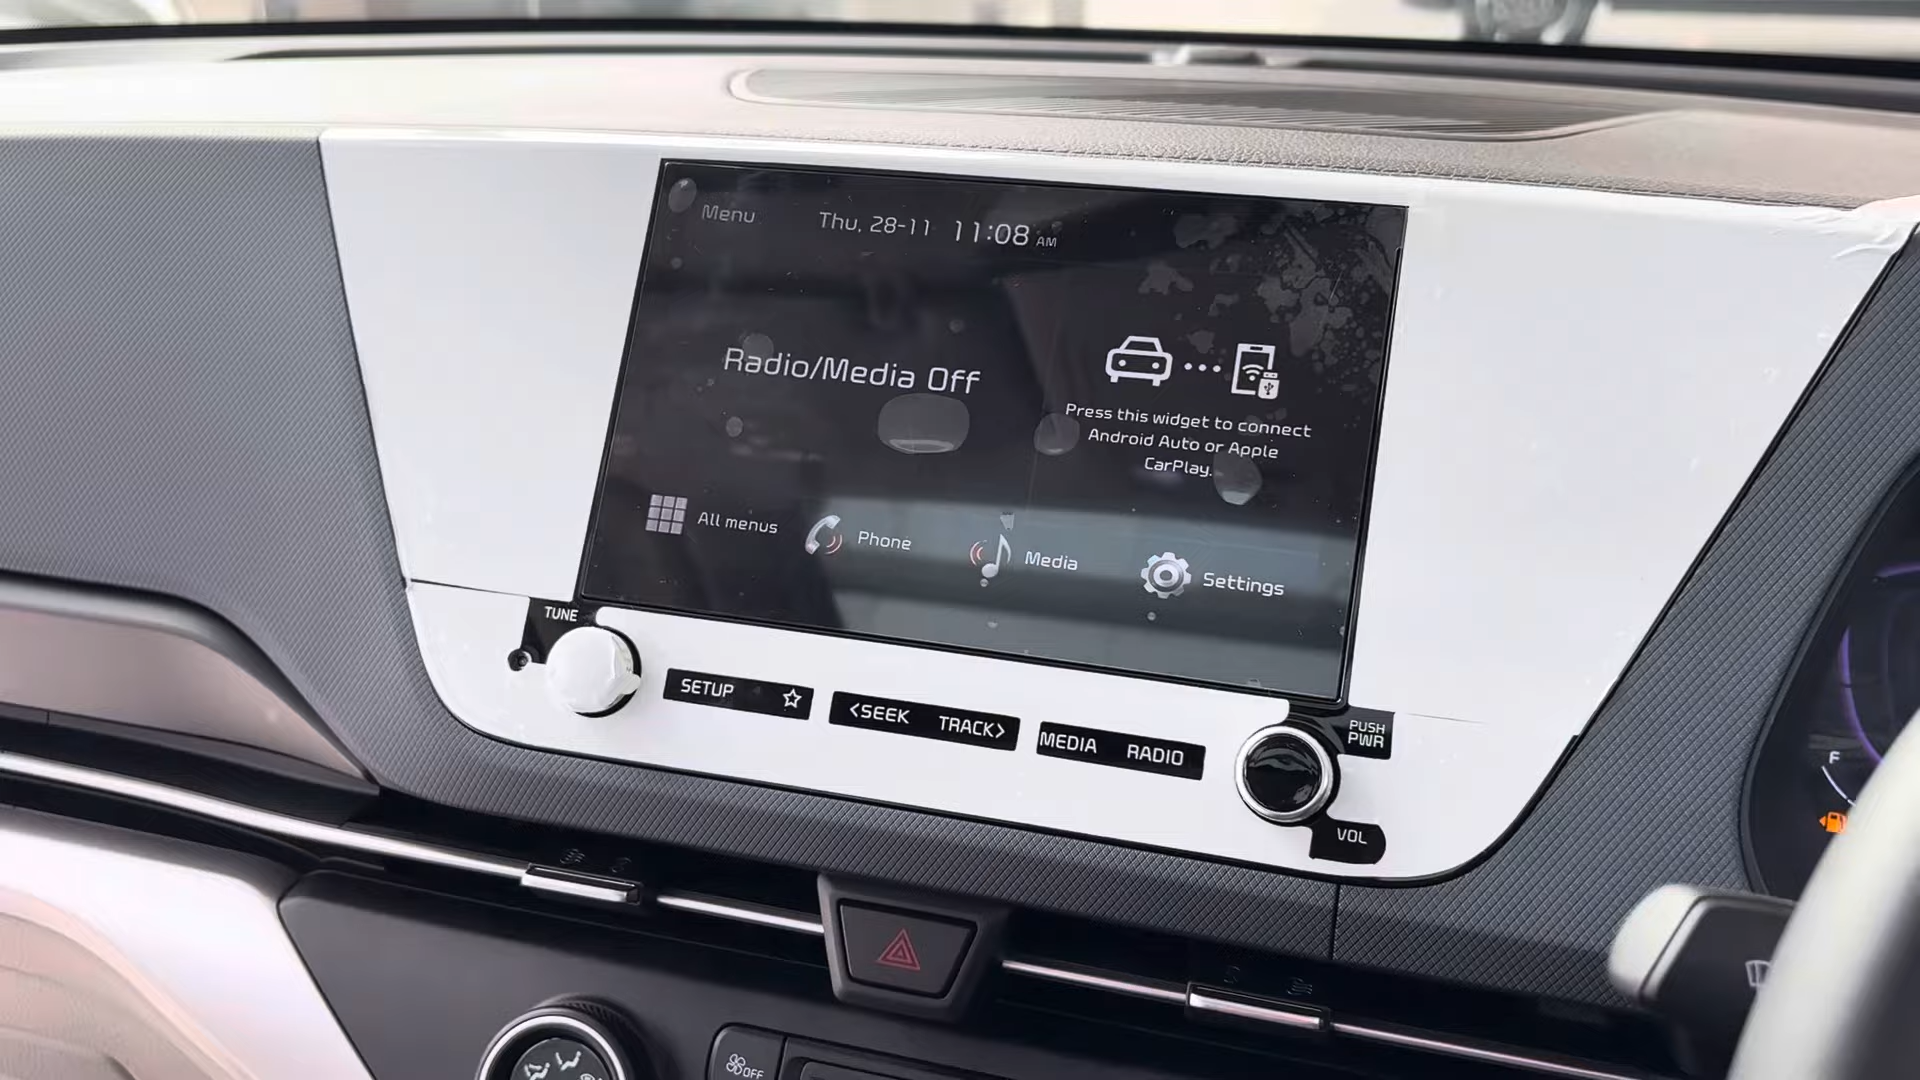 Menu
Thu, 28-11 11:08 AM
Radio/Media Off
Press this widget to connect
Android Auto or Apple
CarPlay.
All menus
Phone
Media
Settings
TUNE
SETUP ☆
<SEEK TRACK>
MEDIA RADIO
PUSH
PWR
VOL
F
OFF